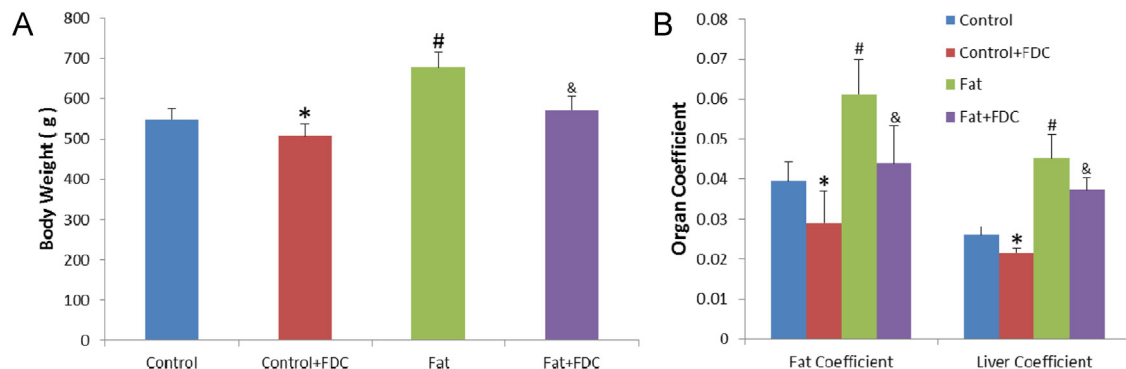 A
Body Weight ( g )
800
700
600
500
400
300
200
100
0
*
#
&
Control
Control+FDC
Fat
Fat+FDC
B
Organ Coefficient
0.08
0.07
0.06
0.05
0.04
0.03
0.02
0.01
0
Control
Control+FDC
Fat
Fat+FDC
*
#
&
*
#
&
Fat Coefficient
Liver Coefficient